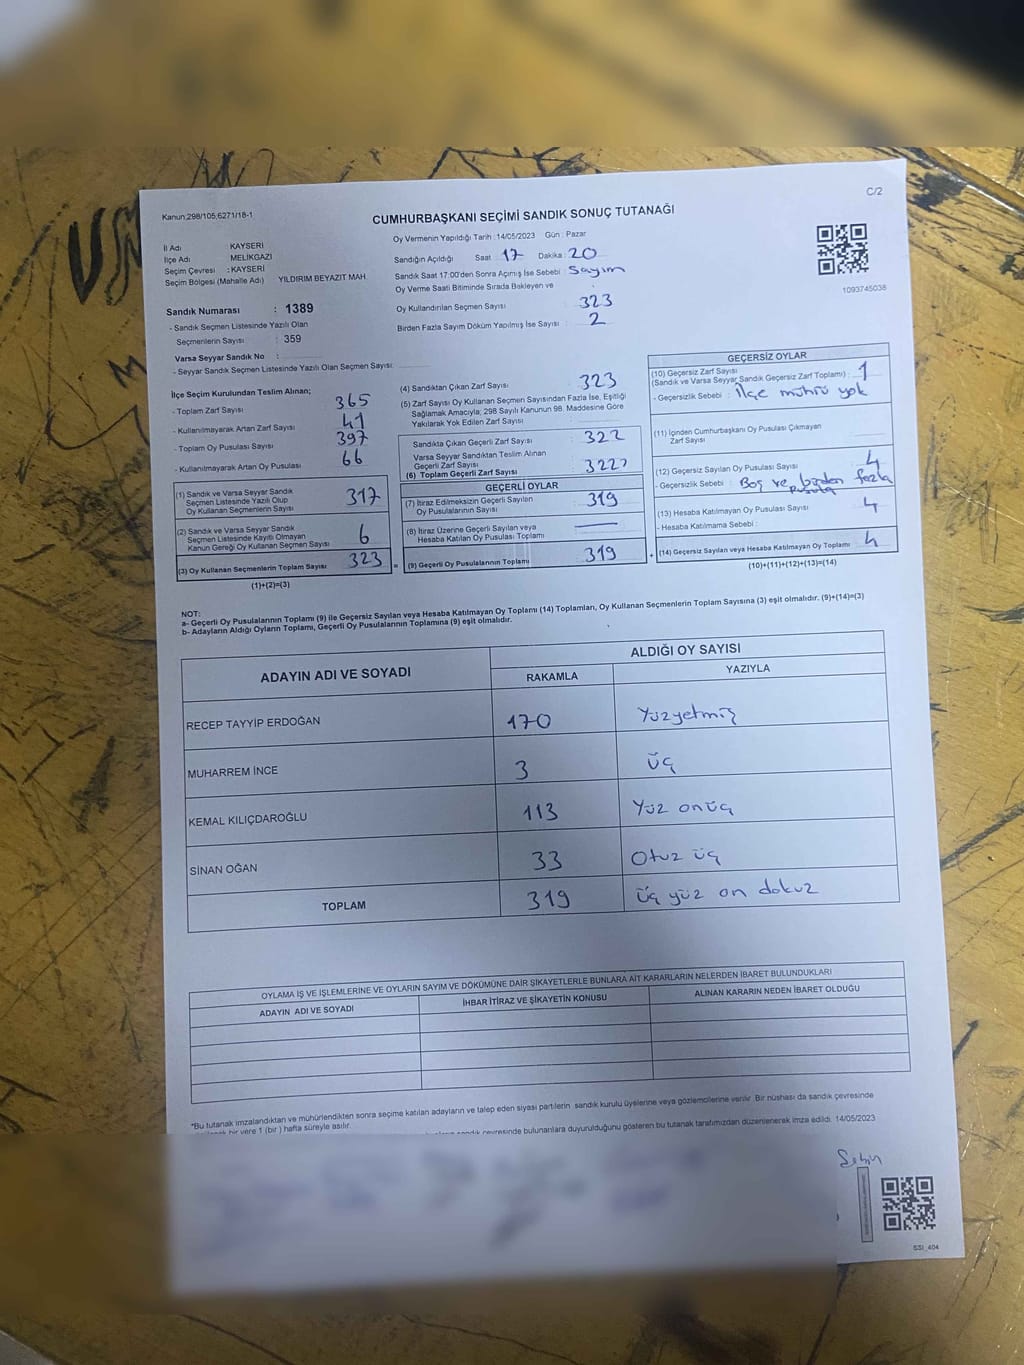 C/2
Kanun;298/105;6271/18-1
CUMHURBAŞKANI SEÇİMİ SANDIK SONUÇ TUTANAĞI
İl Adı : KAYSERİ
İlçe Adı MELİKGAZİ
Seçim Çevresi : KAYSERİ
Seçim Bölgesi (Mahalle Adı) YILDIRIM BEYAZIT MAH.
Sandık Numarası : 1389
- Sandık Seçmen Listesinde Yazılı Olan
Seçmenlerin Sayısı : 359
Varsa Seyyar Sandık No :
- Seyyar Sandık Seçmen Listesinde Yazılı Olan Seçmen Sayısı:
Oy Vermenin Yapıldığı Tarih :14/05/2023 Gün : Pazar
Sandığın Açıldığı Saat 17 Dakika: 20
Sandık Saat 17:00'den Sonra Açımış İse Sebebi: Sayım
Oy Verme Saati Bitiminde Sırada Bekleyen ve
Oy Kullandırılan Seçmen Sayısı : 323
Birden Fazla Sayım Döküm Yapılmış İse Sayısı : 2
1093745038
İlçe Seçim Kurulundan Teslim Alınan;
- Toplam Zarf Sayısı 365
- Kullanılmayarak Artan Zarf Sayısı 41
- Toplam Oy Pusulası Sayısı 397
- Kullanılmayarak Artan Oy Pusulası 66
(1) Sandık ve Varsa Seyyar Sandık
Seçmen Listesinde Yazılı Olup
Oy Kullanan Seçmenlerin Sayısı 317
(2) Sandık ve Varsa Seyyar Sandık
Seçmen Listesinde Kayıtlı Olmayan
Kanun Gereği Oy Kullanan Seçmen Sayısı 6
(3) Oy Kullanan Seçmenlerin Toplam Sayısı 323
(1)+(2)=(3)
(4) Sandıktan Çıkan Zarf Sayısı 323
(5) Zarf Sayısı Oy Kullanan Seçmen Sayısından Fazla İse, Eşitliği
Sağlamak Amacıyla; 298 Sayılı Kanunun 98. Maddesine Göre
Yakılarak Yok Edilen Zarf Sayısı :
Sandıkta Çıkan Geçerli Zarf Sayısı : 322
Varsa Seyyar Sandıktan Teslim Alınan
Geçerli Zarf Sayısı
(6) Toplam Geçerli Zarf Sayısı : 322
GEÇERLİ OYLAR
(7) İtiraz Edilmeksizin Geçerli Sayılan
Oy Pusulalarının Sayısı : 319
(8) İtiraz Üzerine Geçerli Sayılan veya
Hesaba Katılan Oy Pusulası Toplamı :
= (9) Geçerli Oy Pusulalarının Toplamı : 319
GEÇERSİZ OYLAR
(10) Geçersiz Zarf Sayısı
(Sandık ve Varsa Seyyar Sandık Geçersiz Zarf Toplamı) : 1
- Geçersizlik Sebebi : İlçe mührü yok
(11) İçinden Cumhurbaşkanı Oy Pusulası Çıkmayan
Zarf Sayısı
(12) Geçersiz Sayılan Oy Pusulası Sayısı 4
- Geçersizlik Sebebi : Boş ve birden fazla
pusula
(13) Hesaba Katılmayan Oy Pusulası Sayısı 4
- Hesaba Katılmama Sebebi :
+ (14) Geçersiz Sayılan veya Hesaba Katılmayan Oy Toplamı 4
(10)+(11)+(12)+(13)=(14)
NOT:
a- Geçerli Oy Pusulalarının Toplamı (9) ile Geçersiz Sayılan veya Hesaba Katılmayan Oy Toplamı (14) Toplamları, Oy Kullanan Seçmenlerin Toplam Sayısına (3) eşit olmalıdır. (9)+(14)=(3)
b- Adayların Aldığı Oyların Toplamı, Geçerli Oy Pusulalarının Toplamına (9) eşit olmalıdır.
ADAYIN ADI VE SOYADI
ALDIĞI OY SAYISI
RAKAMLA YAZIYLA
RECEP TAYYİP ERDOĞAN 170 Yüzyetmiş
MUHARREM İNCE 3 üç
KEMAL KILIÇDAROĞLU 113 Yüz onüç
SİNAN OĞAN 33 Otuz üç
TOPLAM 319 üç yüz on dokuz
OYLAMA İŞ VE İŞLEMLERİNE VE OYLARIN SAYIM VE DÖKÜMÜNE DAİR ŞİKAYETLERLE BUNLARA AİT KARARLARIN NELERDEN İBARET BULUNDUKLARI
ADAYIN ADI VE SOYADI İHBAR İTİRAZ VE ŞİKAYETİN KONUSU ALINAN KARARIN NEDEN İBARET OLDUĞU
*Bu tutanak imzalandıktan ve mühürlendikten sonra seçime katılan adayların ve talep eden siyasi partilerin sandık kurulu üyelerine veya gözlemcilerine verilir. Bir nüshası da sandık çevresinde
bir yere 1 (bir) hafta süreyle asılır.
sandık çevresinde bulunanlara duyurulduğunu gösteren bu tutanak tarafımızdan düzenlenerek imza edildi. 14/05/2023
SSI_404